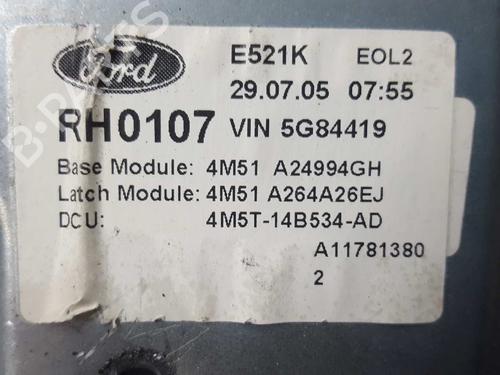 Ford E521K EOL2
29.07.05 07:55
RH0107 VIN 5G84419
Base Module: 4M51 A24994GH
Latch Module: 4M51 A264A26EJ
DCU: 4M5T-14B534-AD
A11781380
2